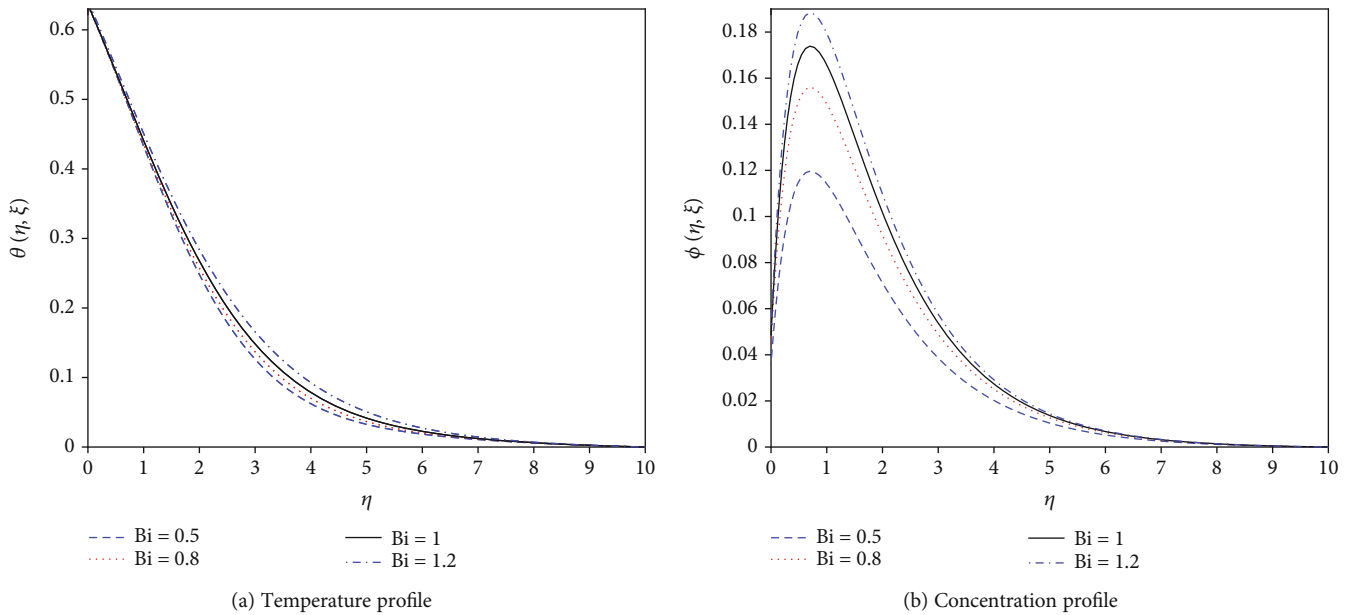 0.6
0.5
0.4
0.3
0.2
0.1
0
θ (η, ξ)
0 1 2 3 4 5 6 7 8 9 10
η
Bi = 0.5
Bi = 0.8
Bi = 1
Bi = 1.2
(a) Temperature profile
0.18
0.16
0.14
0.12
0.1
0.08
0.06
0.04
0.02
0
ϕ (η, ξ)
0 1 2 3 4 5 6 7 8 9 10
η
Bi = 0.5
Bi = 0.8
Bi = 1
Bi = 1.2
(b) Concentration profile